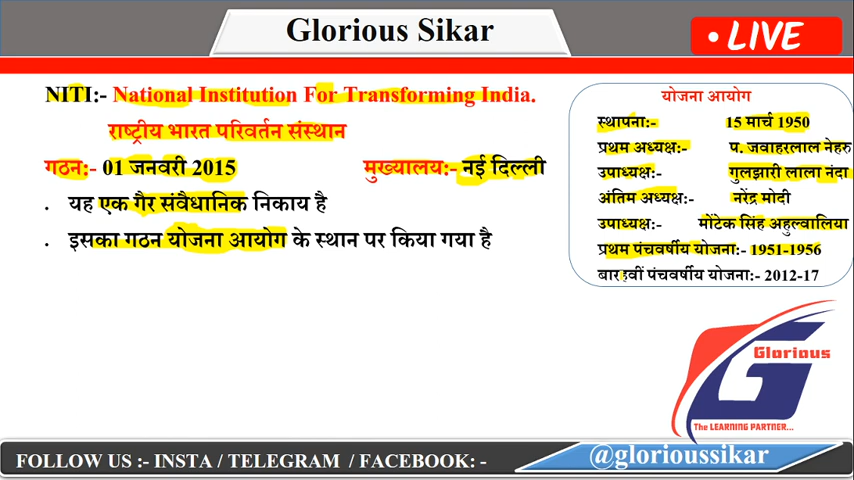 Glorious Sikar
• LIVE
NITI:- National Institution For Transforming India.
राष्ट्रीय भारत परिवर्तन संस्थान
गठन:- 01 जनवरी 2015 मुख्यालय:- नई दिल्ली
. यह एक गैर संवैधानिक निकाय है
. इसका गठन योजना आयोग के स्थान पर किया गया है
योजना आयोग
स्थापना:- 15 मार्च 1950
प्रथम अध्यक्ष:- प. जवाहरलाल नेहरु
उपाध्यक्ष:- गुलझारी लाला नंदा
अंतिम अध्यक्ष:- नरेंद्र मोदी
उपाध्यक्ष:- मोंटेक सिंह अहुल्वालिया
प्रथम पंचवर्षीय योजना:- 1951-1956
बारहवीं पंचवर्षीय योजना:- 2012-17
Glorious
The LEARNING PARTNER...
FOLLOW US :- INSTA / TELEGRAM / FACEBOOK: -
@glorioussikar